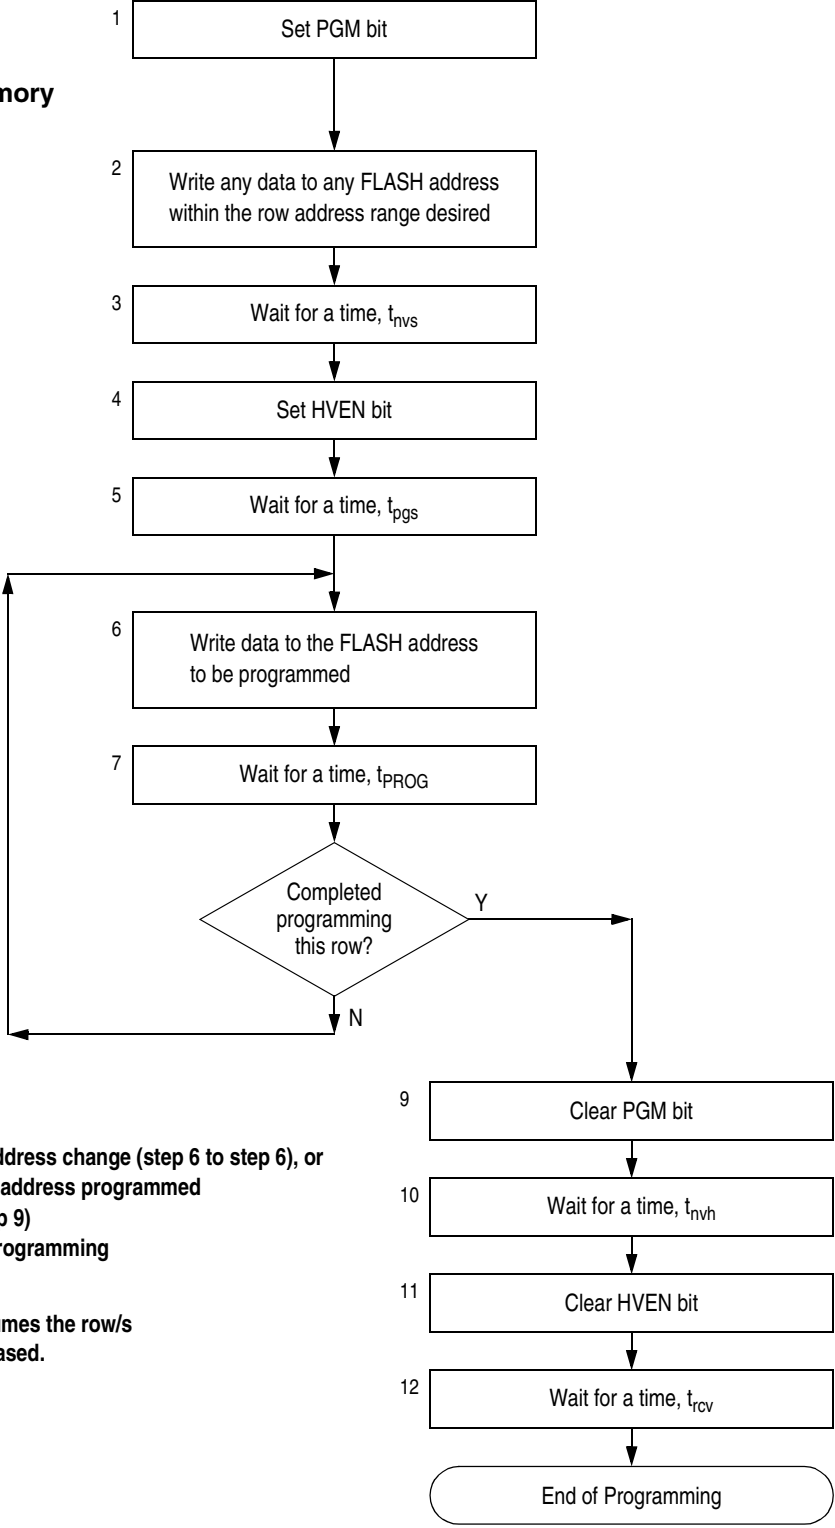 1
Set PGM bit
mory
2
Write any data to any FLASH address
within the row address range desired
3
Wait for a time, tnvs
4
Set HVEN bit
5
Wait for a time, tpgs
6
Write data to the FLASH address
to be programmed
7
Wait for a time, tPROG
Completed
programming
this row?
Y
N
9
Clear PGM bit
ddress change (step 6 to step 6), or
address programmed
p 9)
rogramming
10
Wait for a time, tnvh
11
Clear HVEN bit
umes the row/s
ased.
12
Wait for a time, trcv
End of Programming